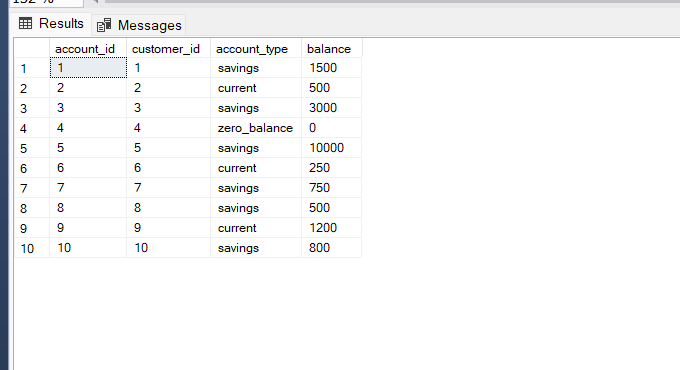 Results Messages
account_id customer_id account_type balance
1 1 1 savings 1500
2 2 2 current 500
3 3 3 savings 3000
4 4 4 zero_balance 0
5 5 5 savings 10000
6 6 6 current 250
7 7 7 savings 750
8 8 8 savings 500
9 9 9 current 1200
10 10 10 savings 800